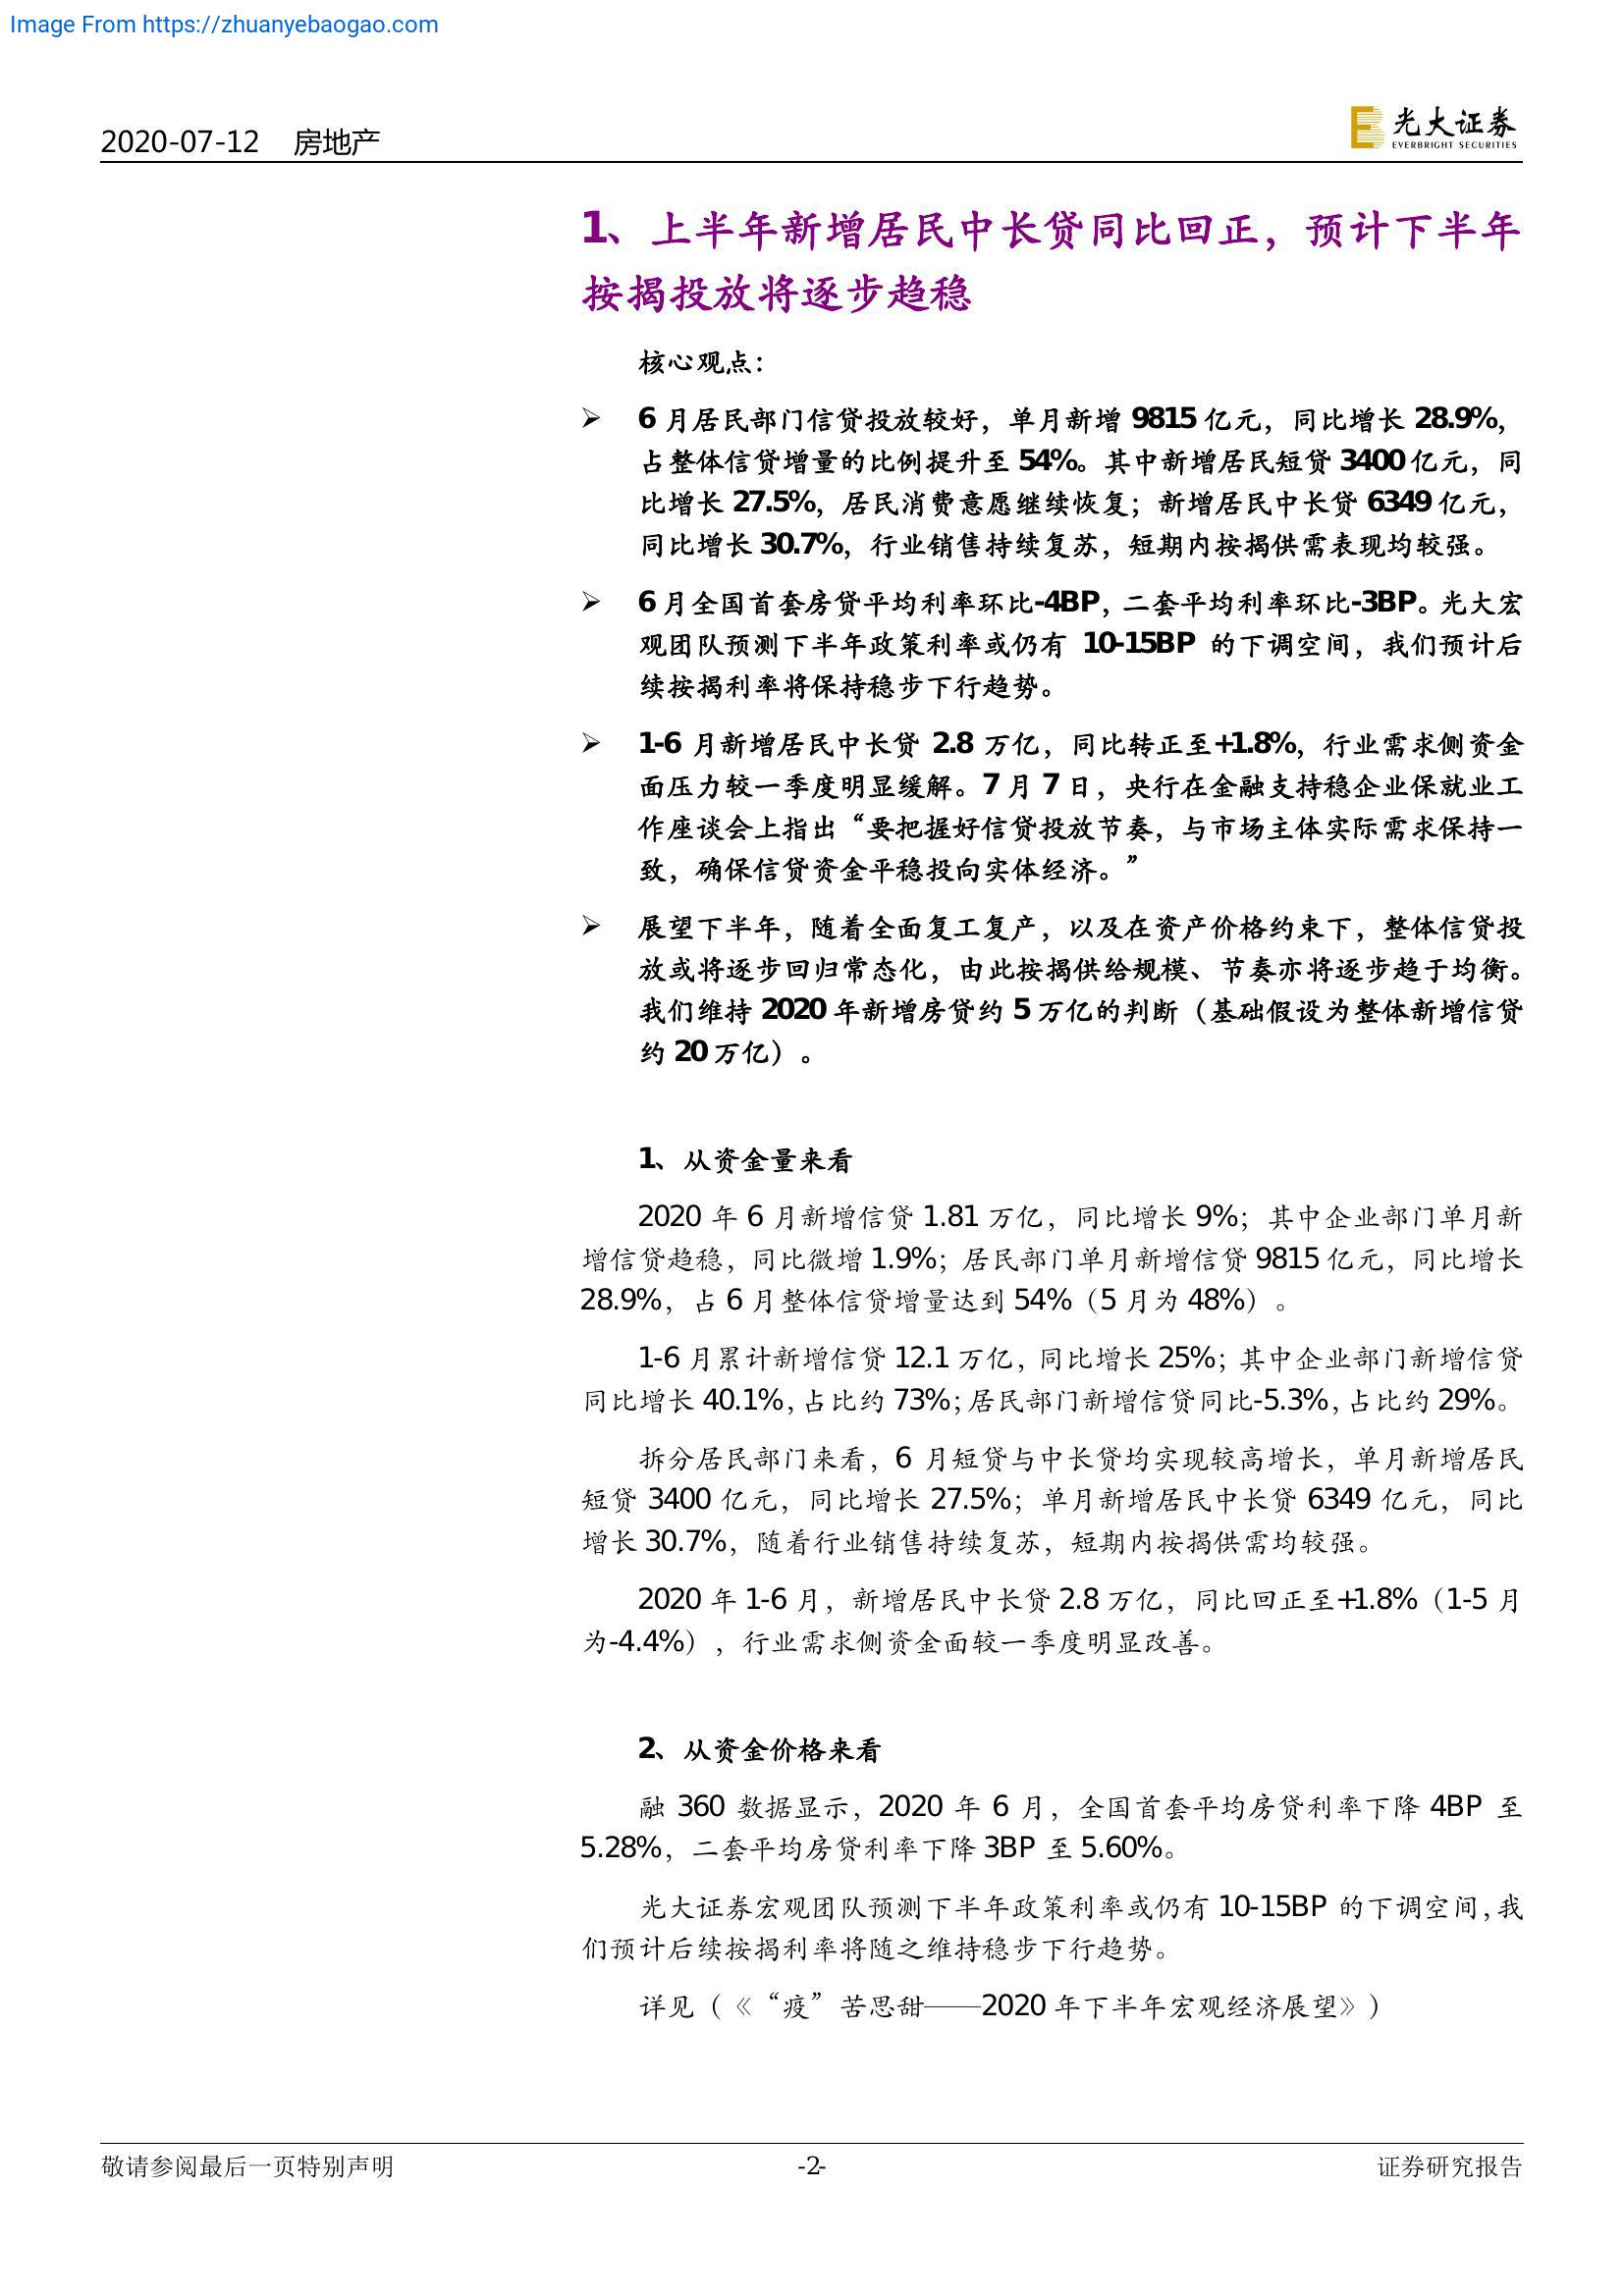 Image From https://zhuanyebaogao.com
2020-07-12 房地产
光大证券
EVERBRIGHT SECURITIES
1、上半年新增居民中长贷同比回正，预计下半年
按揭投放将逐步趋稳
核心观点：
➢ 6 月居民部门信贷投放较好，单月新增 9815 亿元，同比增长 28.9%，
占整体信贷增量的比例提升至 54%。其中新增居民短贷 3400 亿元，同
比增长 27.5%，居民消费意愿继续恢复；新增居民中长贷 6349 亿元，
同比增长 30.7%，行业销售持续复苏，短期内按揭供需表现均较强。
➢ 6 月全国首套房贷平均利率环比-4BP，二套平均利率环比-3BP。光大宏
观团队预测下半年政策利率或仍有 10-15BP 的下调空间，我们预计后
续按揭利率将保持稳步下行趋势。
➢ 1-6 月新增居民中长贷 2.8 万亿，同比转正至+1.8%，行业需求侧资金
面压力较一季度明显缓解。7 月 7 日，央行在金融支持稳企业保就业工
作座谈会上指出“要把握好信贷投放节奏，与市场主体实际需求保持一
致，确保信贷资金平稳投向实体经济。”
➢ 展望下半年，随着全面复工复产，以及在资产价格约束下，整体信贷投
放或将逐步回归常态化，由此按揭供给规模、节奏亦将逐步趋于均衡。
我们维持 2020 年新增房贷约 5 万亿的判断（基础假设为整体新增信贷
约 20 万亿）。
1、从资金量来看
2020 年 6 月新增信贷 1.81 万亿，同比增长 9%；其中企业部门单月新
增信贷趋稳，同比微增 1.9%；居民部门单月新增信贷 9815 亿元，同比增长
28.9%，占 6 月整体信贷增量达到 54%（5 月为 48%）。
1-6 月累计新增信贷 12.1 万亿，同比增长 25%；其中企业部门新增信贷
同比增长 40.1%，占比约 73%；居民部门新增信贷同比-5.3%，占比约 29%。
拆分居民部门来看，6 月短贷与中长贷均实现较高增长，单月新增居民
短贷 3400 亿元，同比增长 27.5%；单月新增居民中长贷 6349 亿元，同比
增长 30.7%，随着行业销售持续复苏，短期内按揭供需均较强。
2020 年 1-6 月，新增居民中长贷 2.8 万亿，同比回正至+1.8%（1-5 月
为-4.4%），行业需求侧资金面较一季度明显改善。
2、从资金价格来看
融 360 数据显示，2020 年 6 月，全国首套平均房贷利率下降 4BP 至
5.28%，二套平均房贷利率下降 3BP 至 5.60%。
光大证券宏观团队预测下半年政策利率或仍有 10-15BP 的下调空间，我
们预计后续按揭利率将随之维持稳步下行趋势。
详见（《“疫”苦思甜——2020 年下半年宏观经济展望》）
敬请参阅最后一页特别声明 -2- 证券研究报告